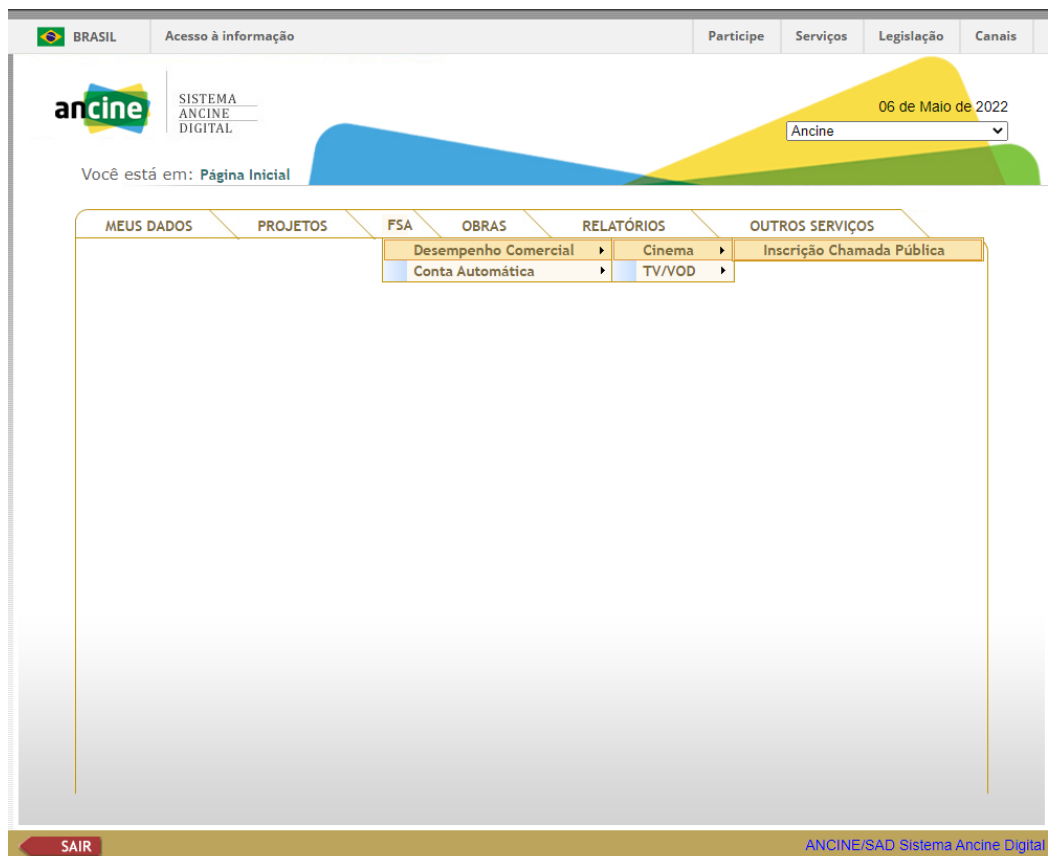 BRASIL Acesso à informação Participe Serviços Legislação Canais
ancine
SISTEMA
ANCINE
DIGITAL
06 de Maio de 2022
Ancine
Você está em: Página Inicial
MEUS DADOS PROJETOS FSA OBRAS RELATÓRIOS OUTROS SERVIÇOS
Desempenho Comercial Cinema Inscrição Chamada Pública
Conta Automática TV/VOD
SAIR ANCINE/SAD Sistema Ancine Digital